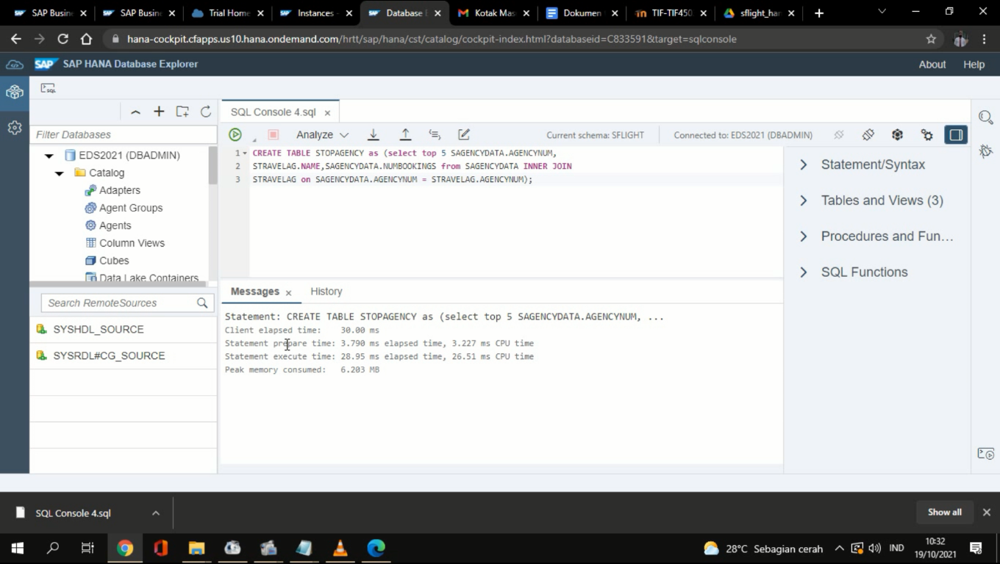 SAP Busin
SAP Busin
Trial Home
Instances -
Database E
Kotak Mas
Dokumen
TIF-TIF450
sflight_har
hana-cockpit.cfapps.us10.hana.ondemand.com/hrtt/sap/hana/cst/catalog/cockpit-index.html?databaseid=C833591&target=sqlconsole
SAP
SAP HANA Database Explorer
About
Help
SQL
SQL Console 4.sql
Filter Databases
Analyze
Current schema: SFLIGHT
Connected to: EDS2021 (DBADMIN)
EDS2021 (DBADMIN)
Catalog
Adapters
Agent Groups
Agents
Column Views
Cubes
Data Lake Containers
1 CREATE TABLE STOPAGENCY as (select top 5 SAGENCYDATA.AGENCYNUM,
2 STRAVELAG.NAME,SAGENCYDATA.NUMBOOKINGS from SAGENCYDATA INNER JOIN
3 STRAVELAG on SAGENCYDATA.AGENCYNUM = STRAVELAG.AGENCYNUM);
Statement/Syntax
Tables and Views (3)
Procedures and Fun...
SQL Functions
Search RemoteSources
SYSHDL_SOURCE
SYSRDL#CG_SOURCE
Messages
History
Statement: CREATE TABLE STOPAGENCY as (select top 5 SAGENCYDATA.AGENCYNUM, ...
Client elapsed time: 30.00 ms
Statement prepare time: 3.790 ms elapsed time, 3.227 ms CPU time
Statement execute time: 28.95 ms elapsed time, 26.51 ms CPU time
Peak memory consumed: 6.203 MB
SQL Console 4.sql
Show all
28°C Sebagian cerah
IND
10:32
19/10/2021